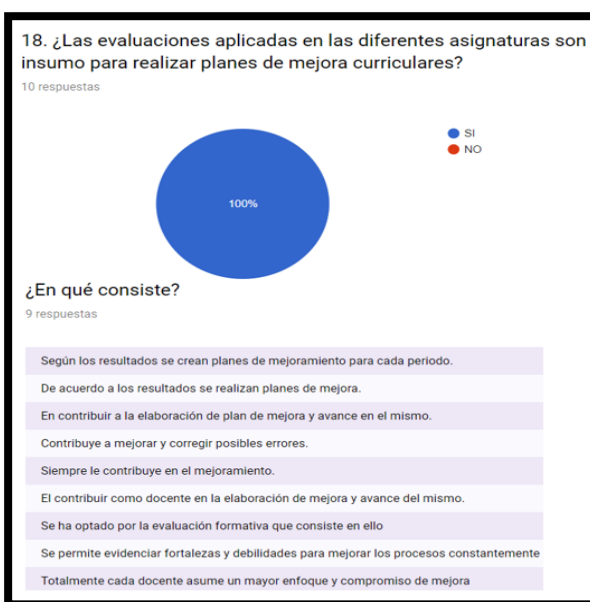 18. ¿Las evaluaciones aplicadas en las diferentes asignaturas son
insumo para realizar planes de mejora curriculares?
10 respuestas
SI
NO
100%
¿En qué consiste?
9 respuestas
Según los resultados se crean planes de mejoramiento para cada periodo.
De acuerdo a los resultados se realizan planes de mejora.
En contribuir a la elaboración de plan de mejora y avance en el mismo.
Contribuye a mejorar y corregir posibles errores.
Siempre le contribuye en el mejoramiento.
El contribuir como docente en la elaboración de mejora y avance del mismo.
Se ha optado por la evaluación formativa que consiste en ello
Se permite evidenciar fortalezas y debilidades para mejorar los procesos constantemente
Totalmente cada docente asume un mayor enfoque y compromiso de mejora